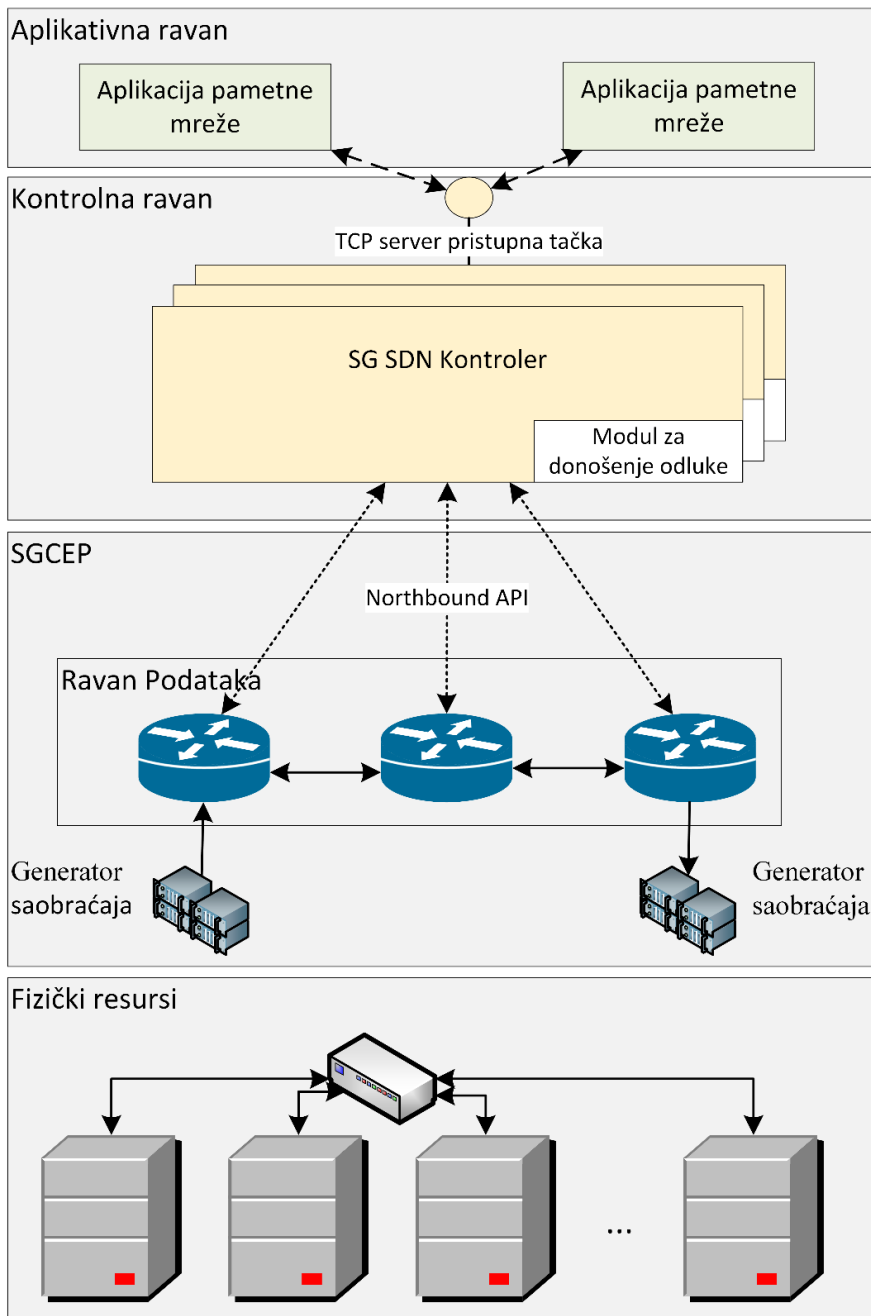 Aplikativna ravan
Aplikacija pametne
mreže
Aplikacija pametne
mreže
Kontrolna ravan
TCP server pristupna tačka
SG SDN Kontroler
Modul za
donošenje odluke
SGCEP
Northbound API
Ravan Podataka
Generator
saobraćaja
Generator
saobraćaja
Fizički resursi
...